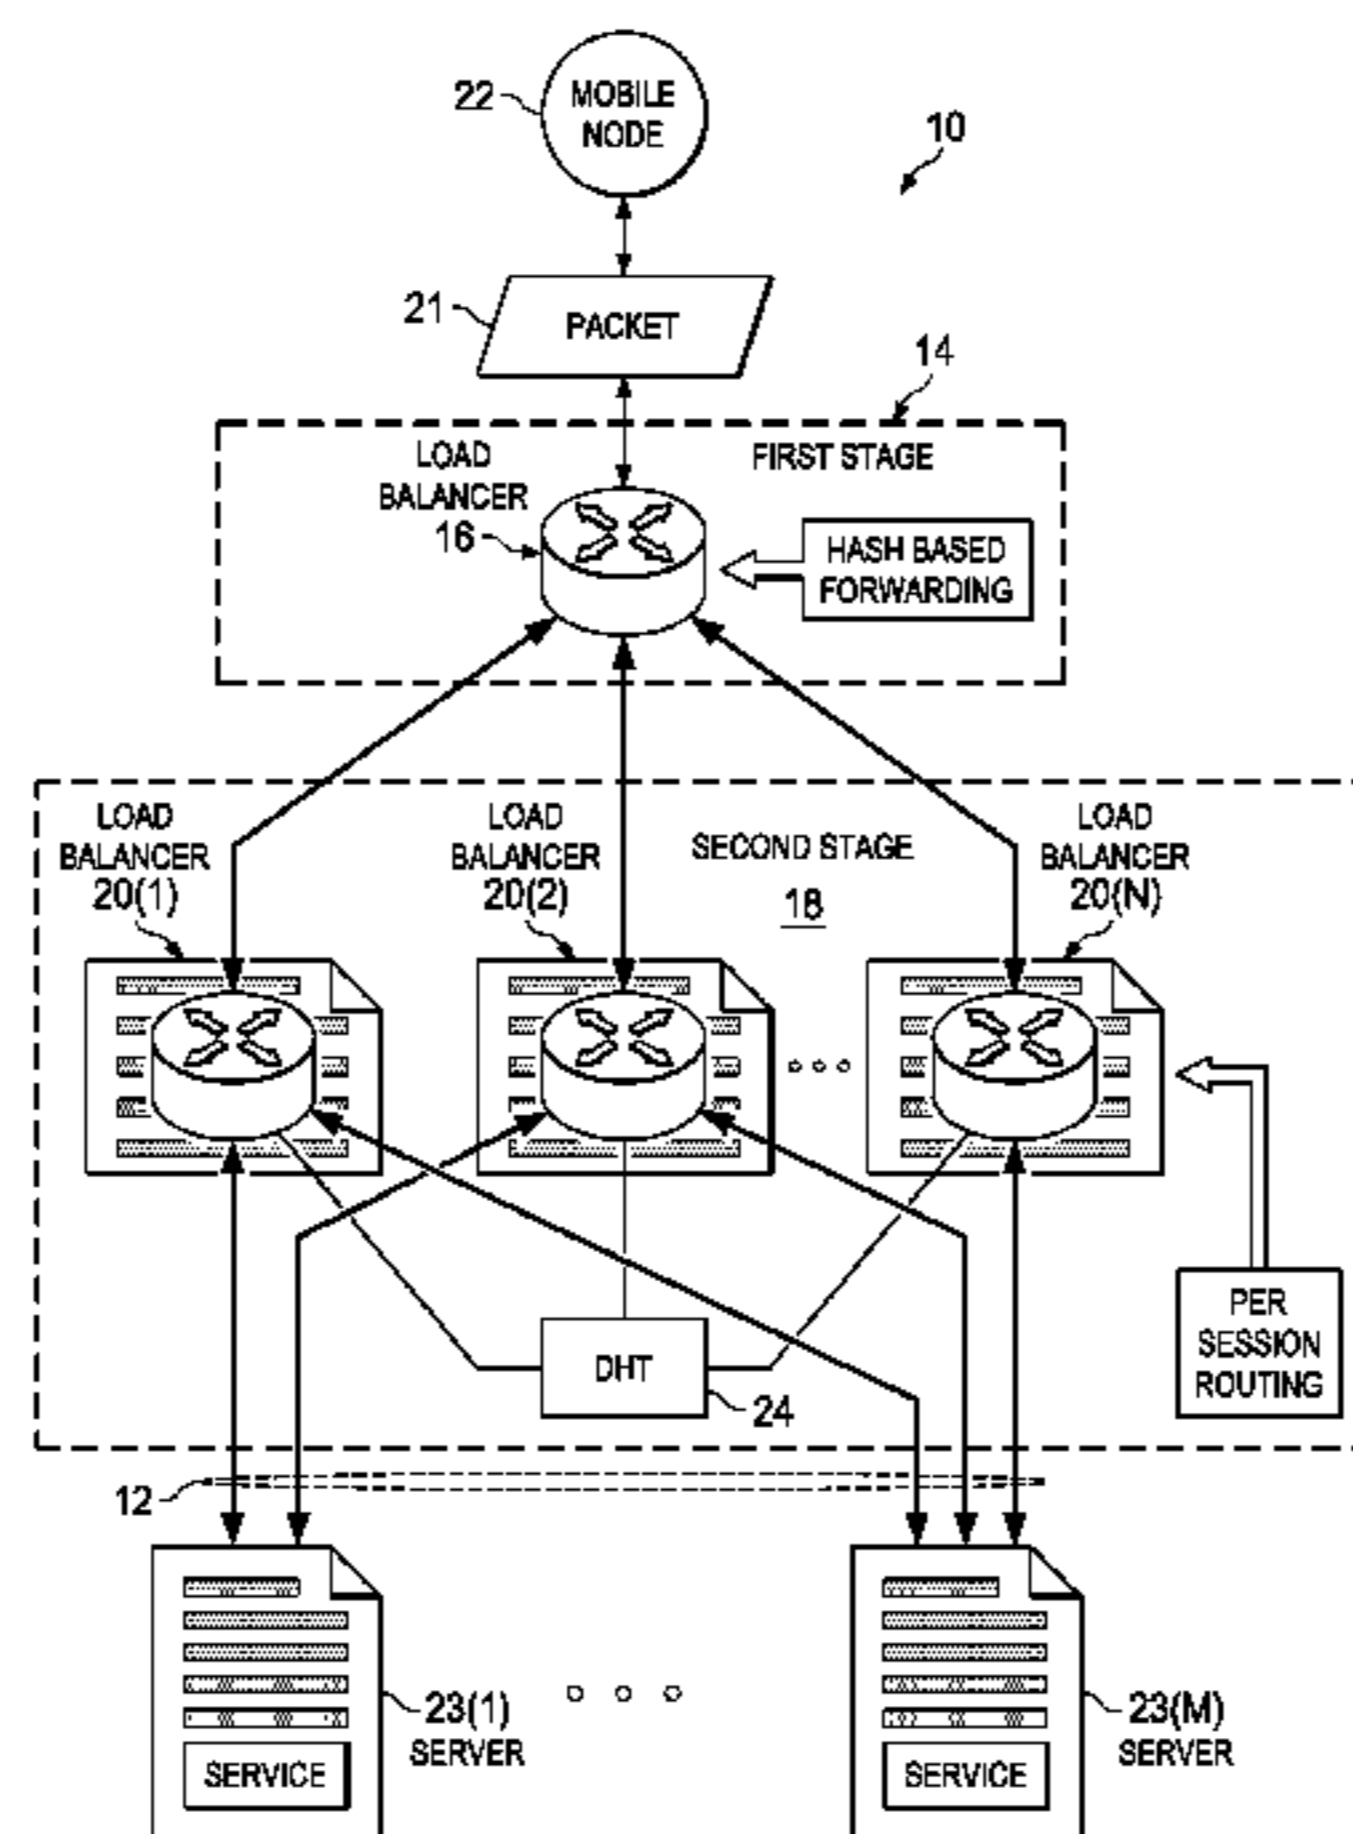 22
MOBILE
NODE
10
21
PACKET
14
LOAD
BALANCER
16
FIRST STAGE
HASH BASED
FORWARDING
LOAD
BALANCER
20(1)
LOAD
BALANCER
20(2)
SECOND STAGE
18
LOAD
BALANCER
20(N)
DHT
24
PER
SESSION
ROUTING
12
23(1)
SERVER
SERVICE
23(M)
SERVER
SERVICE